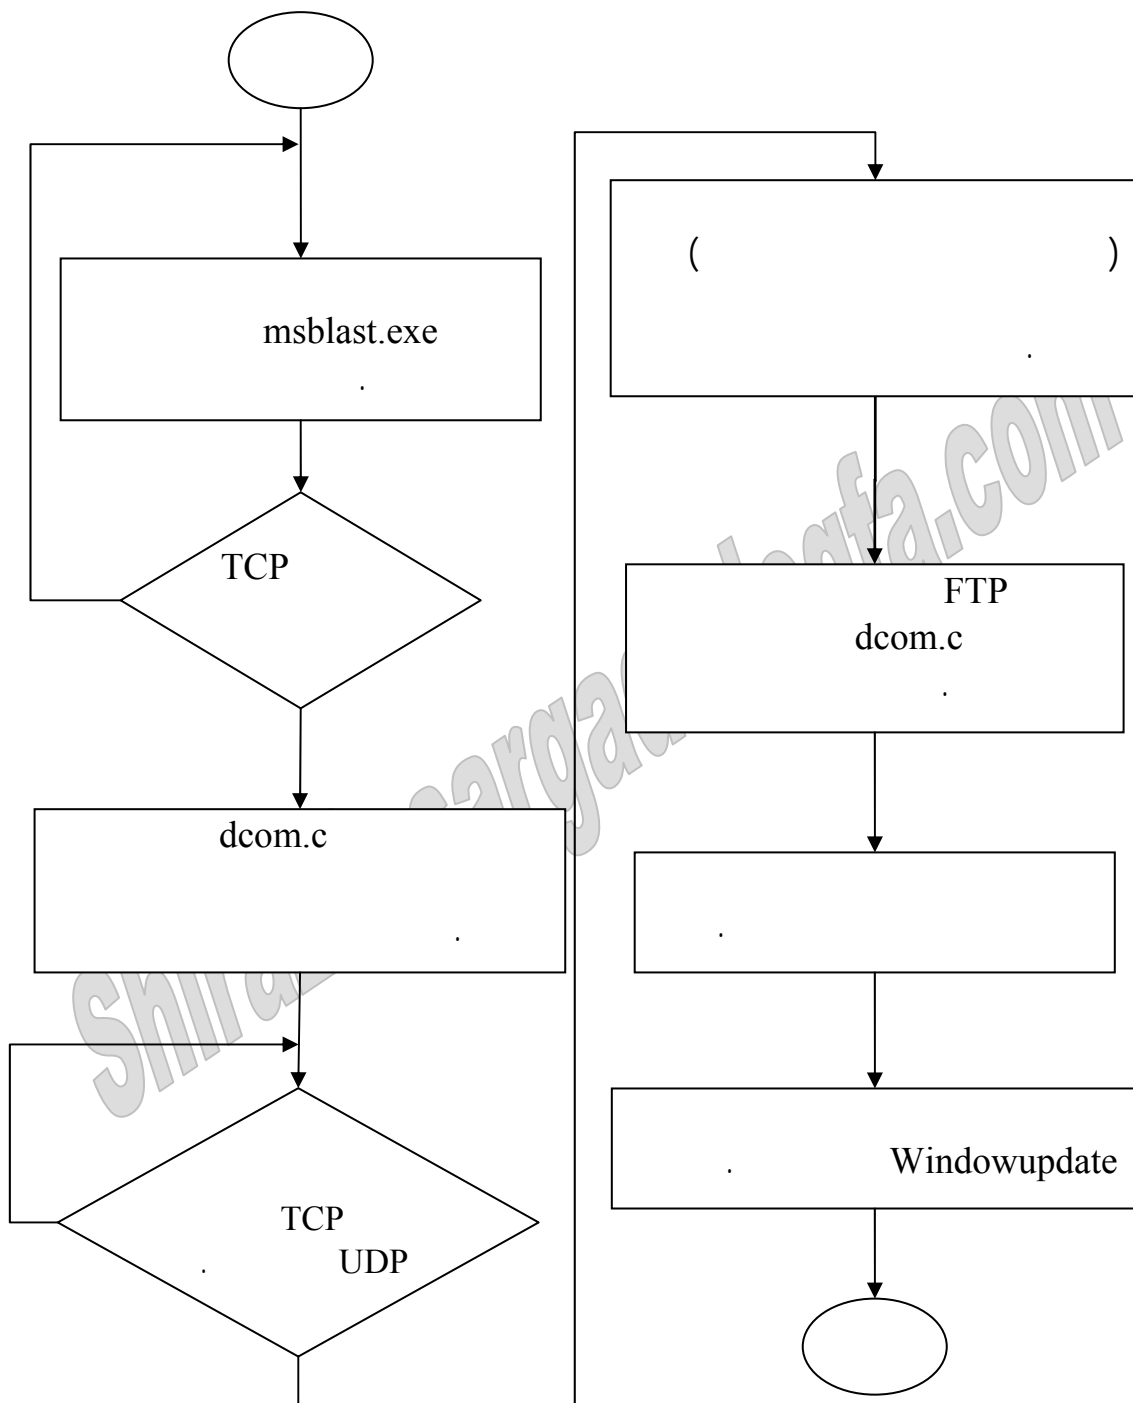 msblast.exe
.
TCP
dcom.c
.
TCP
UDP
.
( )
.
FTP
dcom.c
.
.
Windowupdate
.